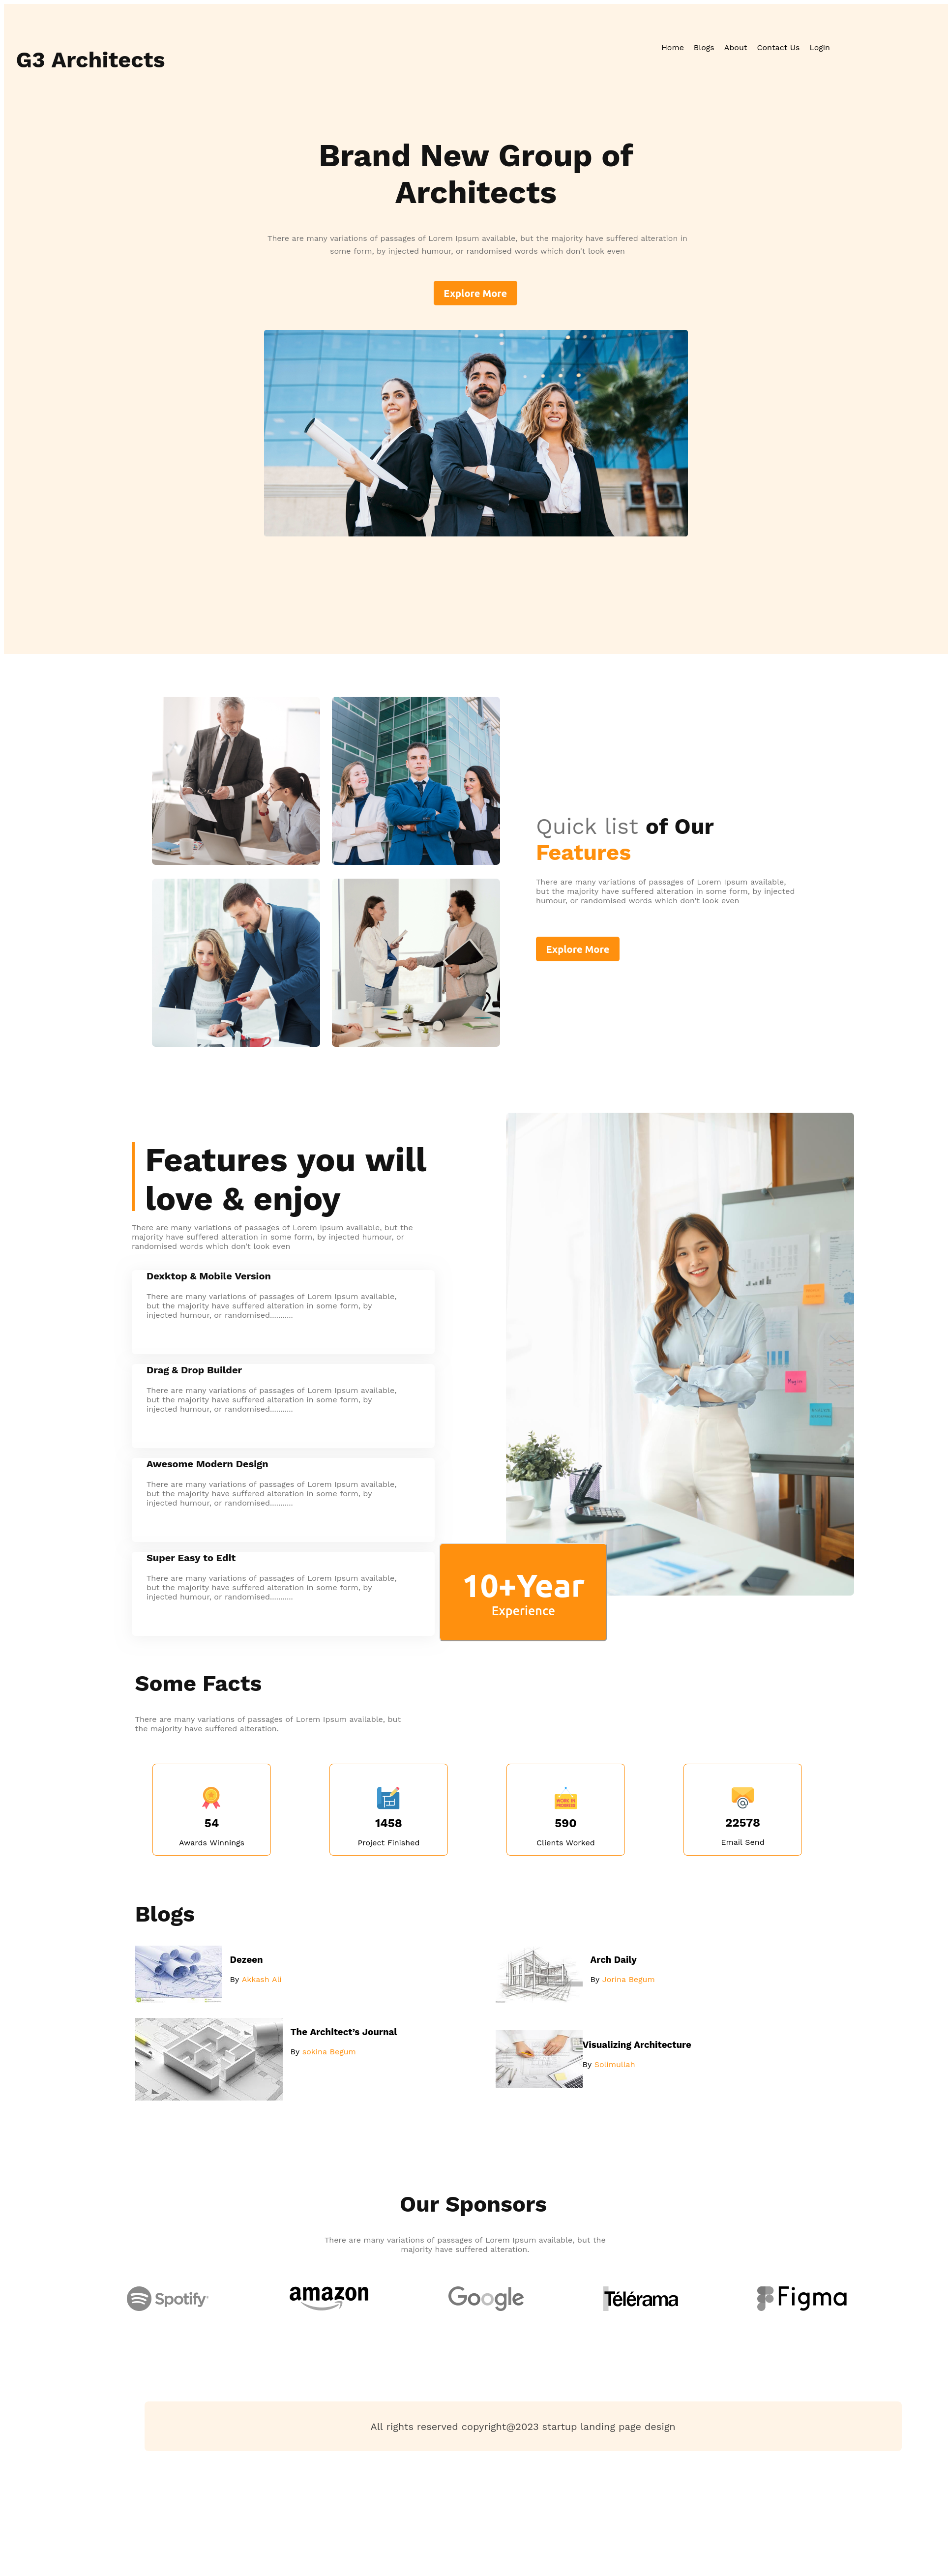 G3 Architects
Home Blogs About Contact Us Login
Brand New Group of
Architects
There are many variations of passages of Lorem Ipsum available, but the majority have suffered alteration in
some form, by injected humour, or randomised words which don't look even
Explore More
Quick list of Our
Features
There are many variations of passages of Lorem Ipsum available,
but the majority have suffered alteration in some form, by injected
humour, or randomised words which don't look even
Explore More
Features you will
love & enjoy
There are many variations of passages of Lorem Ipsum available, but the
majority have suffered alteration in some form, by injected humour, or
randomised words which don't look even
Dexktop & Mobile Version
There are many variations of passages of Lorem Ipsum available,
but the majority have suffered alteration in some form, by
injected humour, or randomised...........
Drag & Drop Builder
There are many variations of passages of Lorem Ipsum available,
but the majority have suffered alteration in some form, by
injected humour, or randomised...........
Awesome Modern Design
There are many variations of passages of Lorem Ipsum available,
but the majority have suffered alteration in some form, by
injected humour, or randomised...........
Super Easy to Edit
There are many variations of passages of Lorem Ipsum available,
but the majority have suffered alteration in some form, by
injected humour, or randomised...........
10+Year
Experience
Some Facts
There are many variations of passages of Lorem Ipsum available, but
the majority have suffered alteration.
54
Awards Winnings
1458
Project Finished
WORK IN
PROGRESS
590
Clients Worked
22578
Email Send
Blogs
Dezeen
By Akkash Ali
Arch Daily
By Jorina Begum
The Architect’s Journal
By sokina Begum
Visualizing Architecture
By Solimullah
Our Sponsors
There are many variations of passages of Lorem Ipsum available, but the
majority have suffered alteration.
Spotify
amazon
Google
Télérama
Figma
All rights reserved copyright@2023 startup landing page design